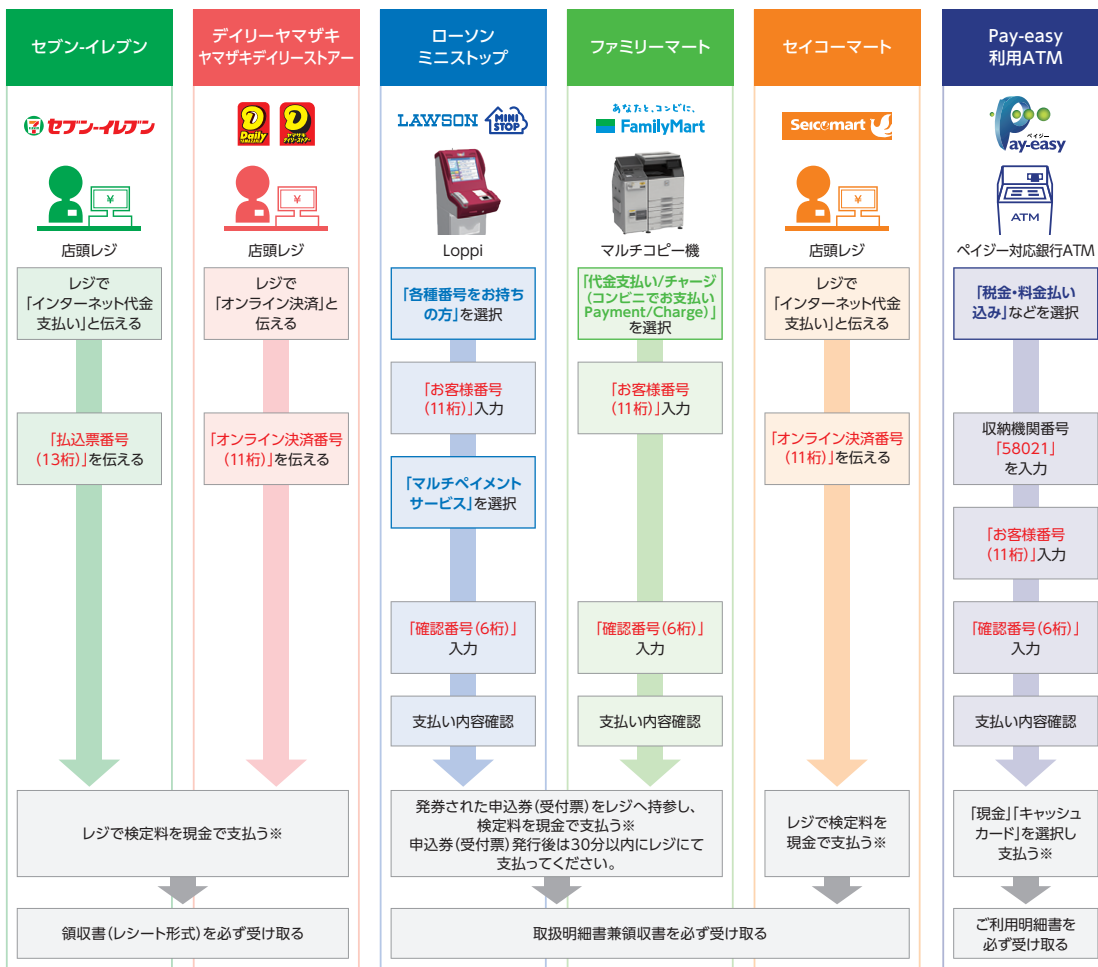 セブン-イレブン
デイリーヤマザキ
ヤマザキデイリーストアー
ローソン
ミニストップ
ファミリーマート
セイコーマート
Pay-easy
利用ATM
セブン-イレブン
Daily
ヤマザキ
デイリーストアー
LAWSON
MINI
STOP
あなたと、コンビに、
FamilyMart
Seicomart
ペイジー
Pay-easy
¥
¥
¥
ATM
店頭レジ
店頭レジ
Loppi
マルチコピー機
店頭レジ
ペイジー対応銀行ATM
レジで
「インターネット代金
支払い」と伝える
レジで
「オンライン決済」と
伝える
「各種番号をお持ち
の方」を選択
「代金支払い/チャージ
(コンビニでお支払い
Payment/Charge)」
を選択
レジで
「インターネット代金
支払い」と伝える
「税金・料金払い
込み」などを選択
「お客様番号
(11桁)」入力
「お客様番号
(11桁)」入力
「払込票番号
(13桁)」を伝える
「オンライン決済番号
(11桁)」を伝える
「マルチペイメント
サービス」を選択
「オンライン決済番号
(11桁)」を伝える
収納機関番号
「58021」
を入力
「お客様番号
(11桁)」入力
「確認番号(6桁)」
入力
「確認番号(6桁)」
入力
「確認番号(6桁)」
入力
支払い内容確認
支払い内容確認
支払い内容確認
レジで検定料を現金で支払う※
発券された申込券(受付票)をレジへ持参し、
検定料を現金で支払う※
申込券(受付票)発行後は30分以内にレジにて
支払ってください。
レジで検定料を
現金で支払う※
「現金」「キャッシュ
カード」を選択し
支払う※
領収書(レシート形式)を必ず受け取る
取扱明細書兼領収書を必ず受け取る
ご利用明細書を
必ず受け取る